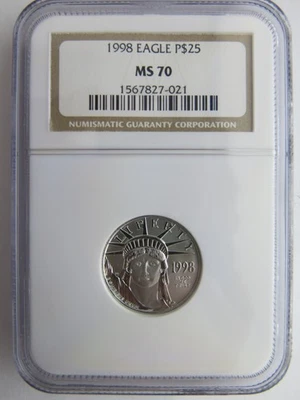 1998 EAGLE P$25
MS 70
1567827-021
NUMISMATIC GUARANTY CORPORATION
LIBERTY
1998